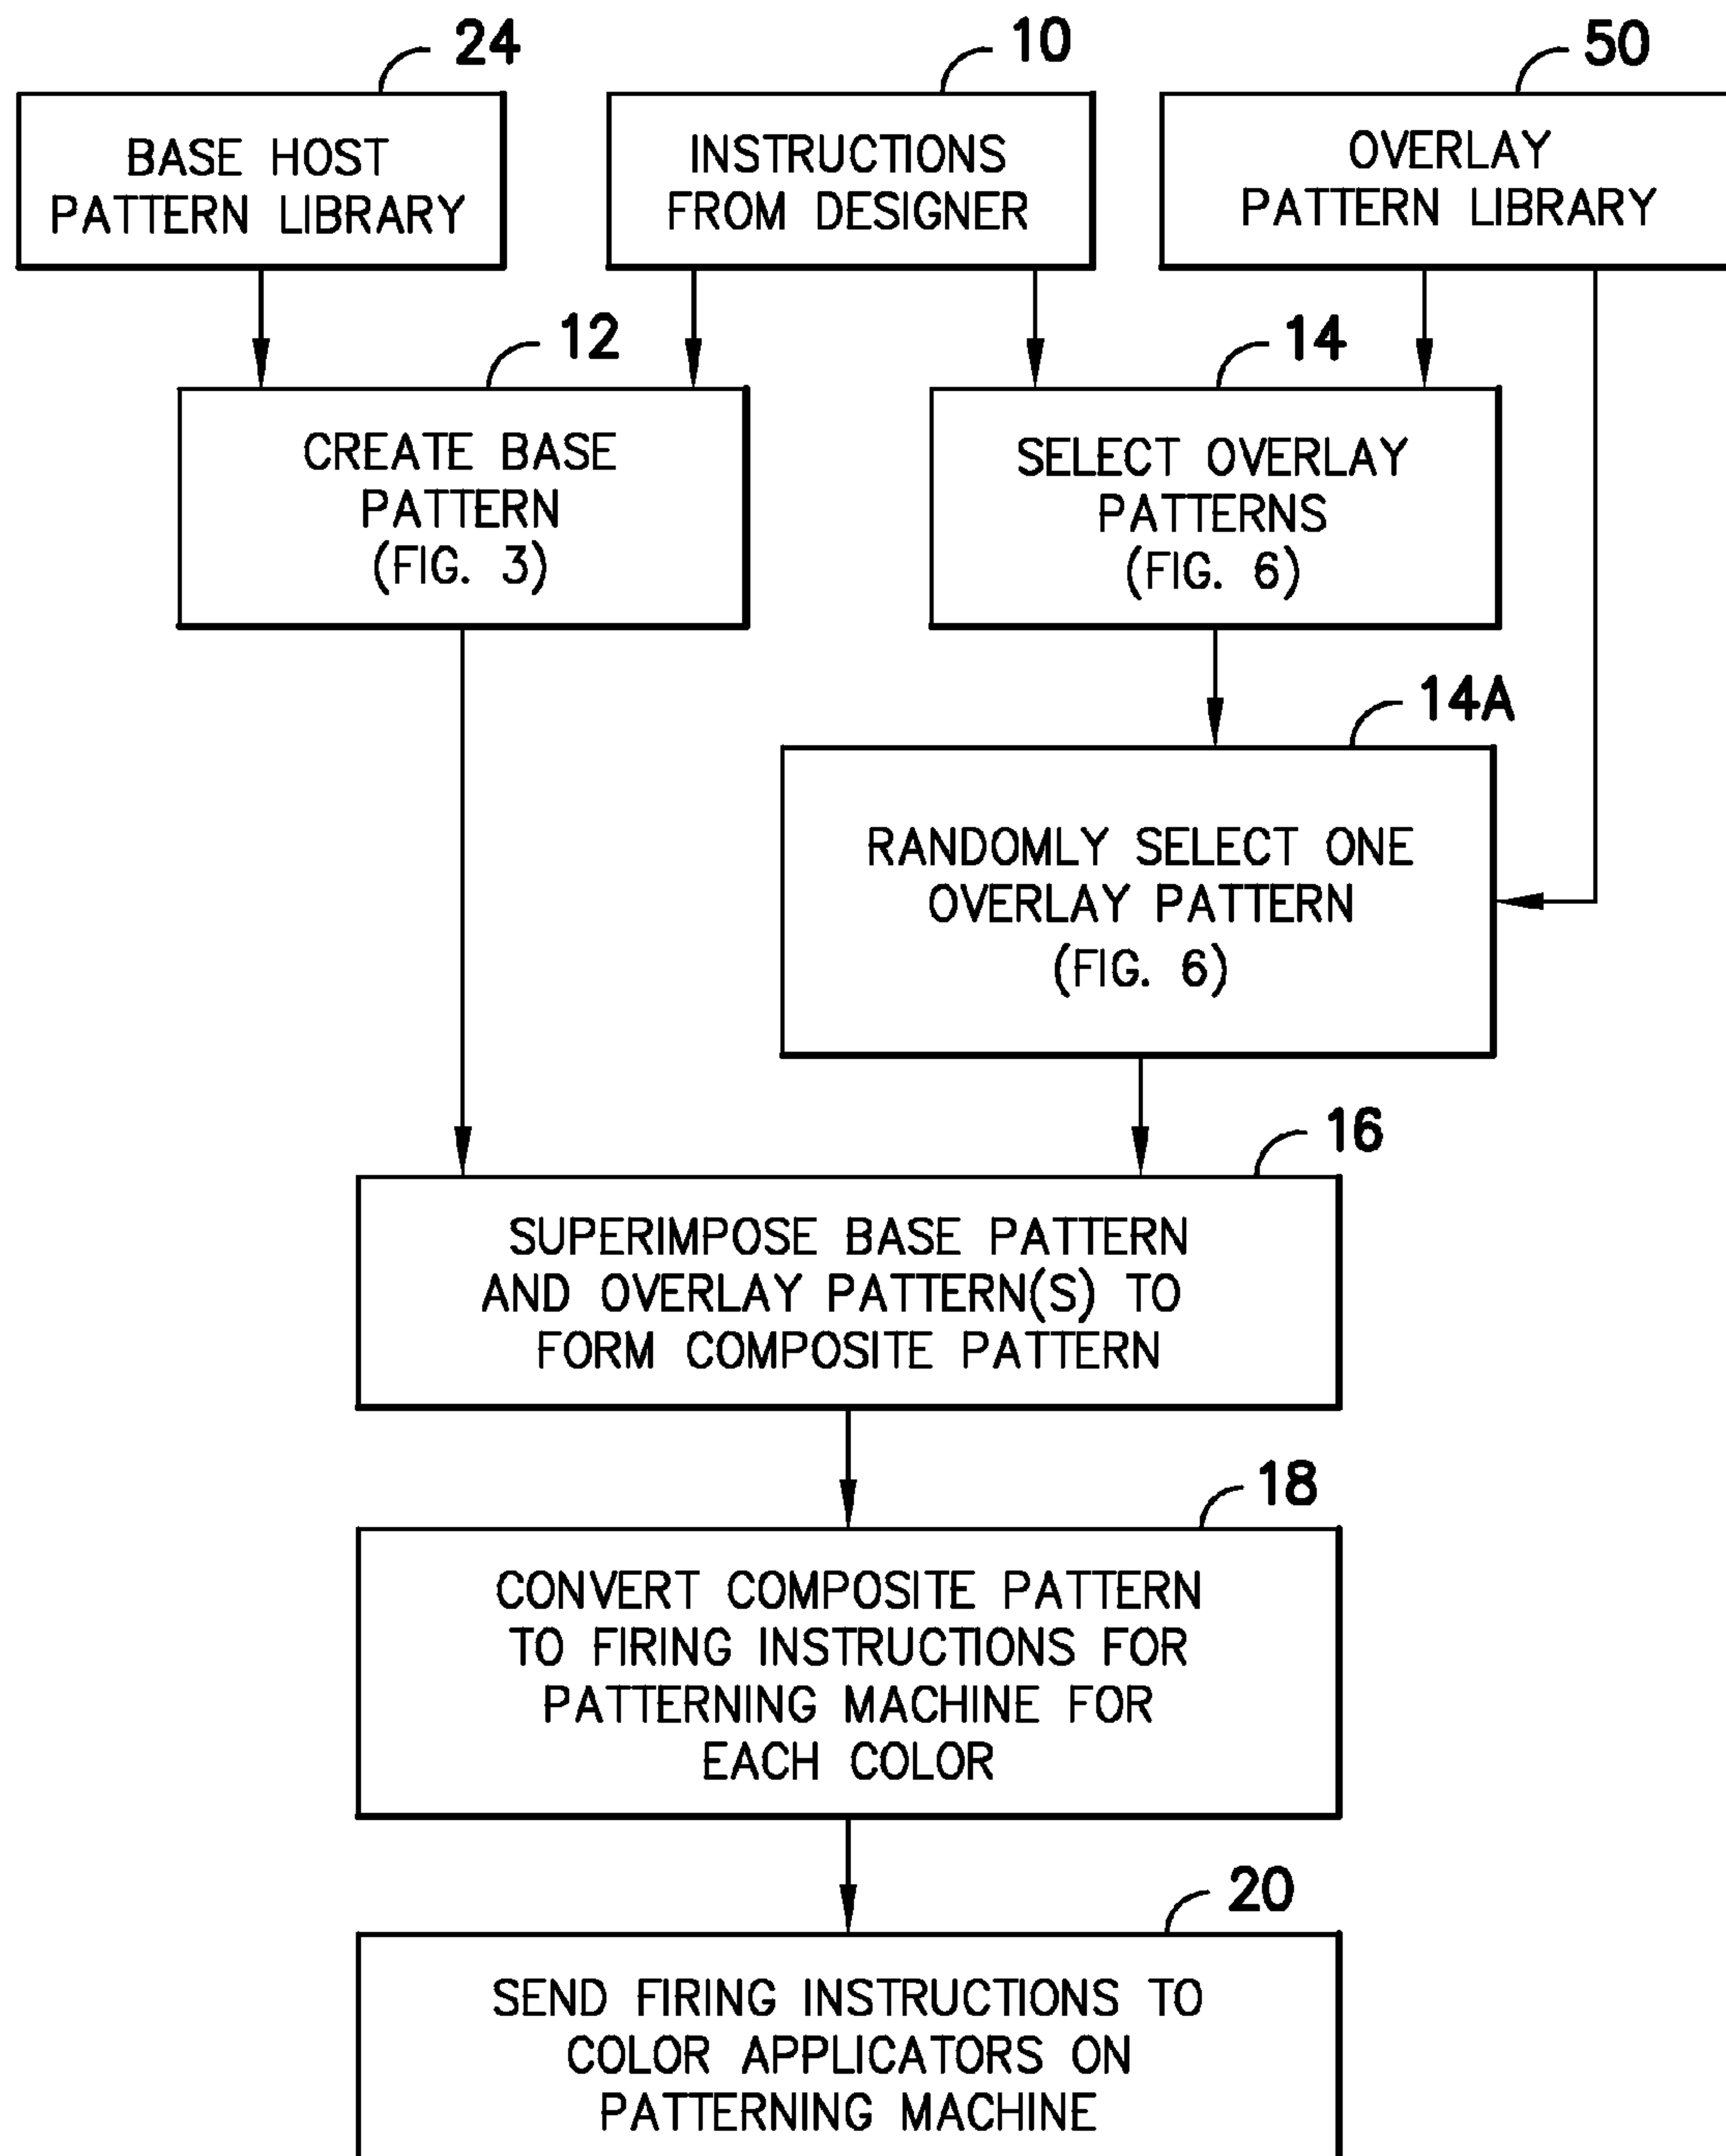 24
BASE HOST
PATTERN LIBRARY
10
INSTRUCTIONS
FROM DESIGNER
50
OVERLAY
PATTERN LIBRARY
12
CREATE BASE
PATTERN
(FIG. 3)
14
SELECT OVERLAY
PATTERNS
(FIG. 6)
14A
RANDOMLY SELECT ONE
OVERLAY PATTERN
(FIG. 6)
16
SUPERIMPOSE BASE PATTERN
AND OVERLAY PATTERN(S) TO
FORM COMPOSITE PATTERN
18
CONVERT COMPOSITE PATTERN
TO FIRING INSTRUCTIONS FOR
PATTERNING MACHINE FOR
EACH COLOR
20
SEND FIRING INSTRUCTIONS TO
COLOR APPLICATORS ON
PATTERNING MACHINE